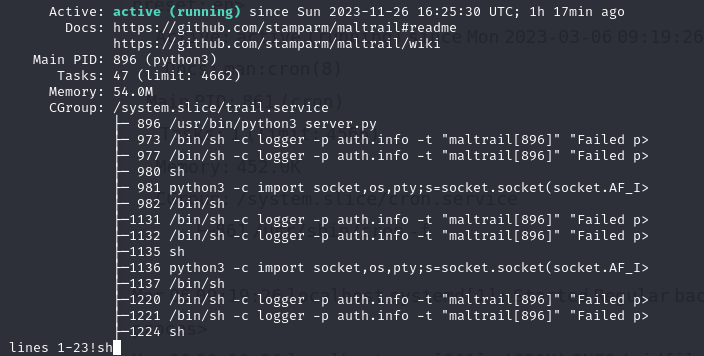 Active: active (running) since Sun 2023-11-26 16:25:30 UTC; 1h 17min ago
Docs: https://github.com/stamparm/maltrail#readme
https://github.com/stamparm/maltrail/wiki
Main PID: 896 (python3)
Tasks: 47 (limit: 4662)
Memory: 54.0M
CGroup: /system.slice/trail.service
├─ 896 /usr/bin/python3 server.py
├─ 973 /bin/sh -c logger -p auth.info -t "maltrail[896]" "Failed p>
├─ 977 /bin/sh -c logger -p auth.info -t "maltrail[896]" "Failed p>
├─ 980 sh
├─ 981 python3 -c import socket,os,pty;s=socket.socket(socket.AF_I>
├─ 982 /bin/sh
├─1131 /bin/sh -c logger -p auth.info -t "maltrail[896]" "Failed p>
├─1132 /bin/sh -c logger -p auth.info -t "maltrail[896]" "Failed p>
├─1135 sh
├─1136 python3 -c import socket,os,pty;s=socket.socket(socket.AF_I>
├─1137 /bin/sh
├─1220 /bin/sh -c logger -p auth.info -t "maltrail[896]" "Failed p>
├─1221 /bin/sh -c logger -p auth.info -t "maltrail[896]" "Failed p>
├─1224 sh
lines 1-23!sh